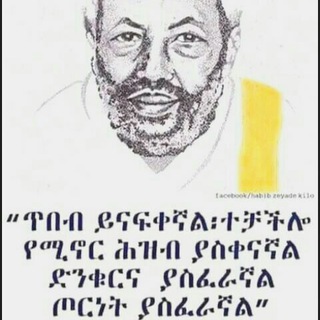 facebook/habib zeyade kilo
“ጥበብ ይናፍቀኛል፡ተቻችሎ
የሚኖር ሕዝብ ያስቀናኛል
ድንቁርና ያስፈራኛል
ጦርነት ያስፈራኛል”